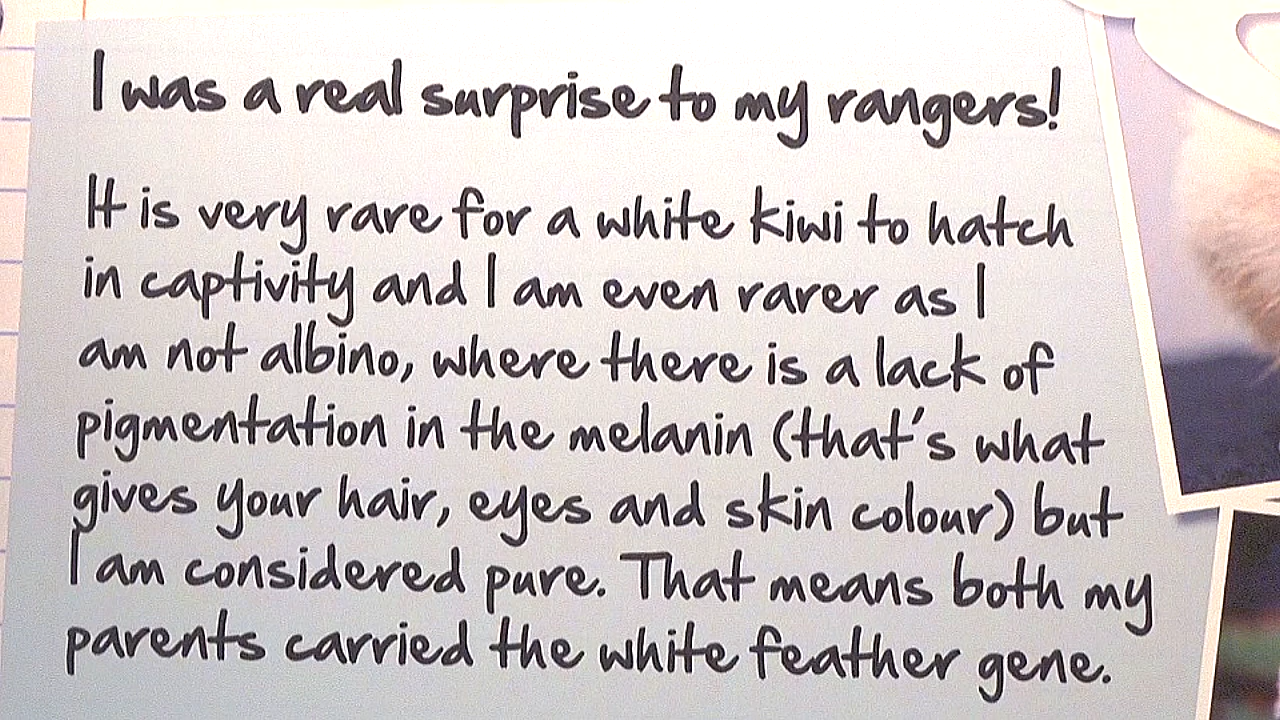 I was a real surprise to my rangers!
It is very rare for a white kiwi to hatch
in captivity and I am even rarer as I
am not albino, where there is a lack of
pigmentation in the melanin (that's what
gives your hair, eyes and skin colour) but
I am considered pure. That means both my
parents carried the white feather gene.